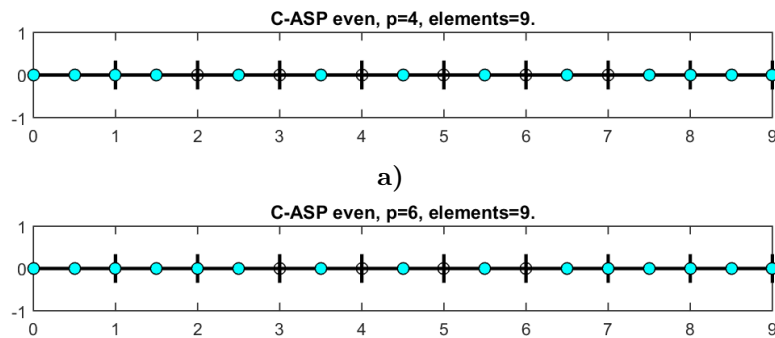 C-ASP even, p=4, elements=9.
1
0
-1
0 1 2 3 4 5 6 7 8 9
a)
C-ASP even, p=6, elements=9.
1
0
-1
0 1 2 3 4 5 6 7 8 9